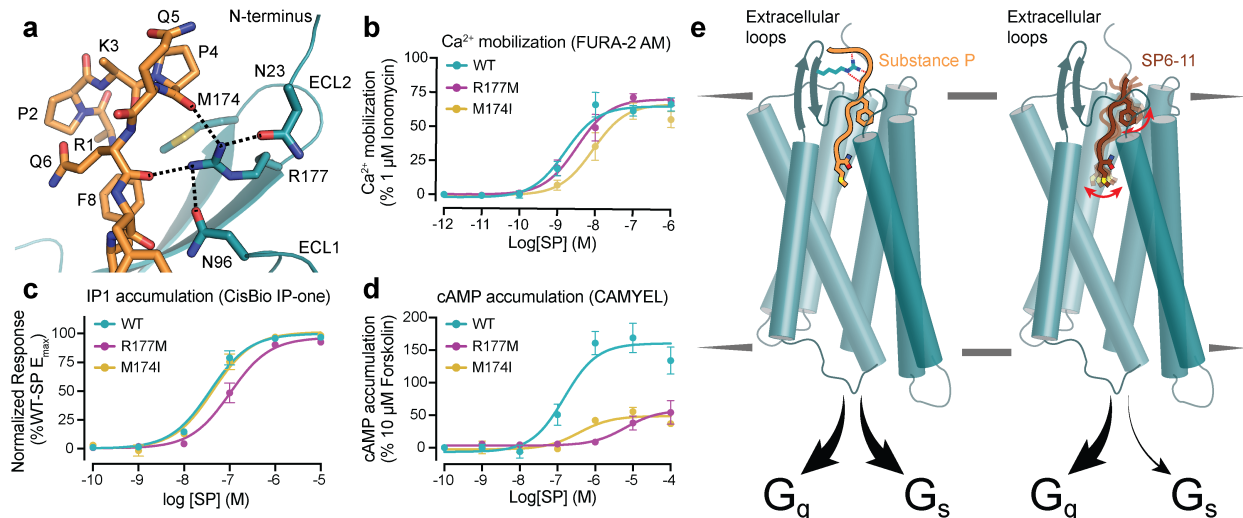 a
Q5
N-terminus
K3
P4
N23
ECL2
P2
M174
R1
Q6
R177
F8
ECL1
N96
b
Ca²⁺ mobilization (FURA-2 AM)
WT
R177M
M174I
Ca²⁺ mobilization
(% 1 µM Ionomycin)
100
75
50
25
0
-12 -11 -10 -9 -8 -7 -6
Log[SP] (M)
c
IP1 accumulation (CisBio IP-one)
WT
R177M
M174I
Normalized Response
(%WT-SP Emax)
100
75
50
25
0
-10 -9 -8 -7 -6 -5
log [SP] (M)
d
cAMP accumulation (CAMYEL)
WT
R177M
M174I
cAMP accumulation
(% 10 µM Forskolin)
200
150
100
50
0
-10 -9 -8 -7 -6 -5 -4
Log[SP] (M)
e
Extracellular
loops
Substance P
Gq
Gs
Extracellular
loops
SP6-11
Gq
Gs